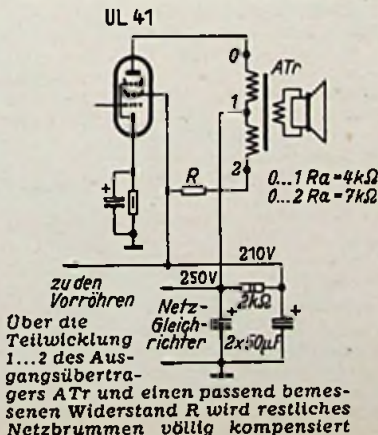 UL 41
0
ATr
1
2
R
0...1 Ra=4kΩ
0...2 Ra=7kΩ
210V
250V
zu den
Vorröhren
Netz-
Gleich-
richter
2kΩ
+
+
+
2x50µF
Über die
Teilwicklung
1...2 des Aus-
gangsübertra-
gers ATr und einen passend bemes-
senen Widerstand R wird restliches
Netzbrummen völlig kompensiert